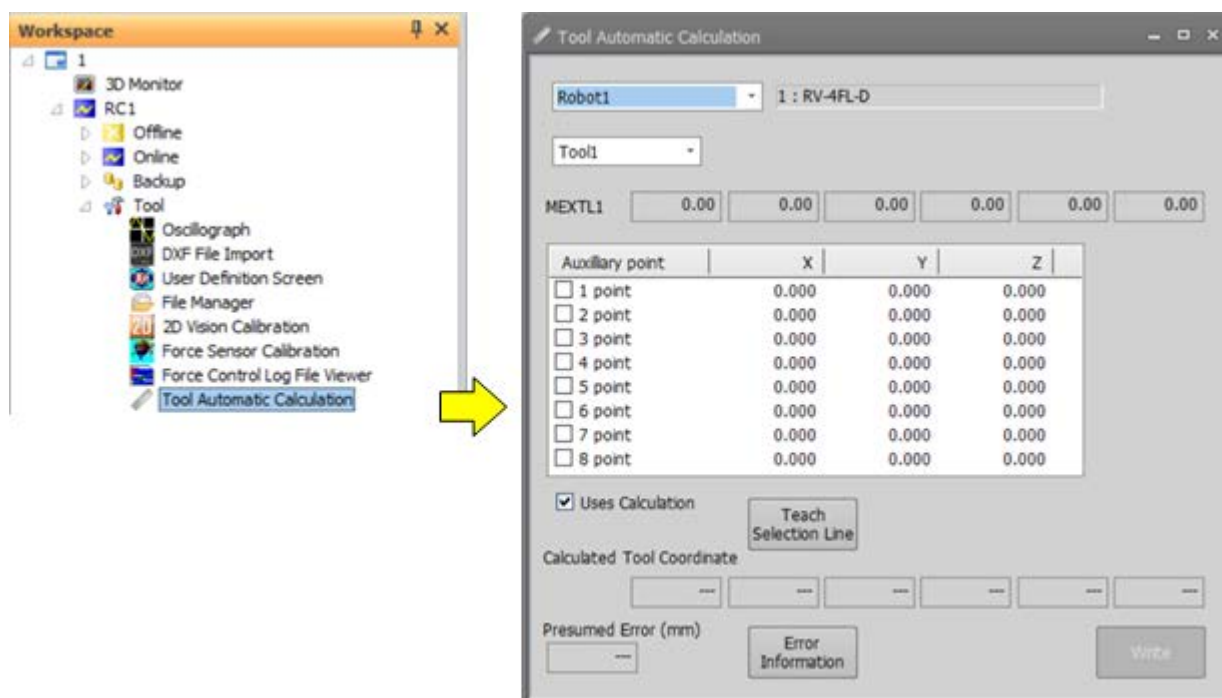 Workspace
1
3D Monitor
RC1
Offline
Online
Backup
Tool
Oscillograph
DXF File Import
User Definition Screen
File Manager
2D Vision Calibration
Force Sensor Calibration
Force Control Log File Viewer
Tool Automatic Calculation
Tool Automatic Calculation
Robot1 1 : RV-4FL-D
Tool1
MEXTL1 0.00 0.00 0.00 0.00 0.00 0.00
Auxiliary point X Y Z
1 point 0.000 0.000 0.000
2 point 0.000 0.000 0.000
3 point 0.000 0.000 0.000
4 point 0.000 0.000 0.000
5 point 0.000 0.000 0.000
6 point 0.000 0.000 0.000
7 point 0.000 0.000 0.000
8 point 0.000 0.000 0.000
Uses Calculation
Teach
Selection Line
Calculated Tool Coordinate
--- --- --- --- --- ---
Presumed Error (mm)
---
Error
Information
Write